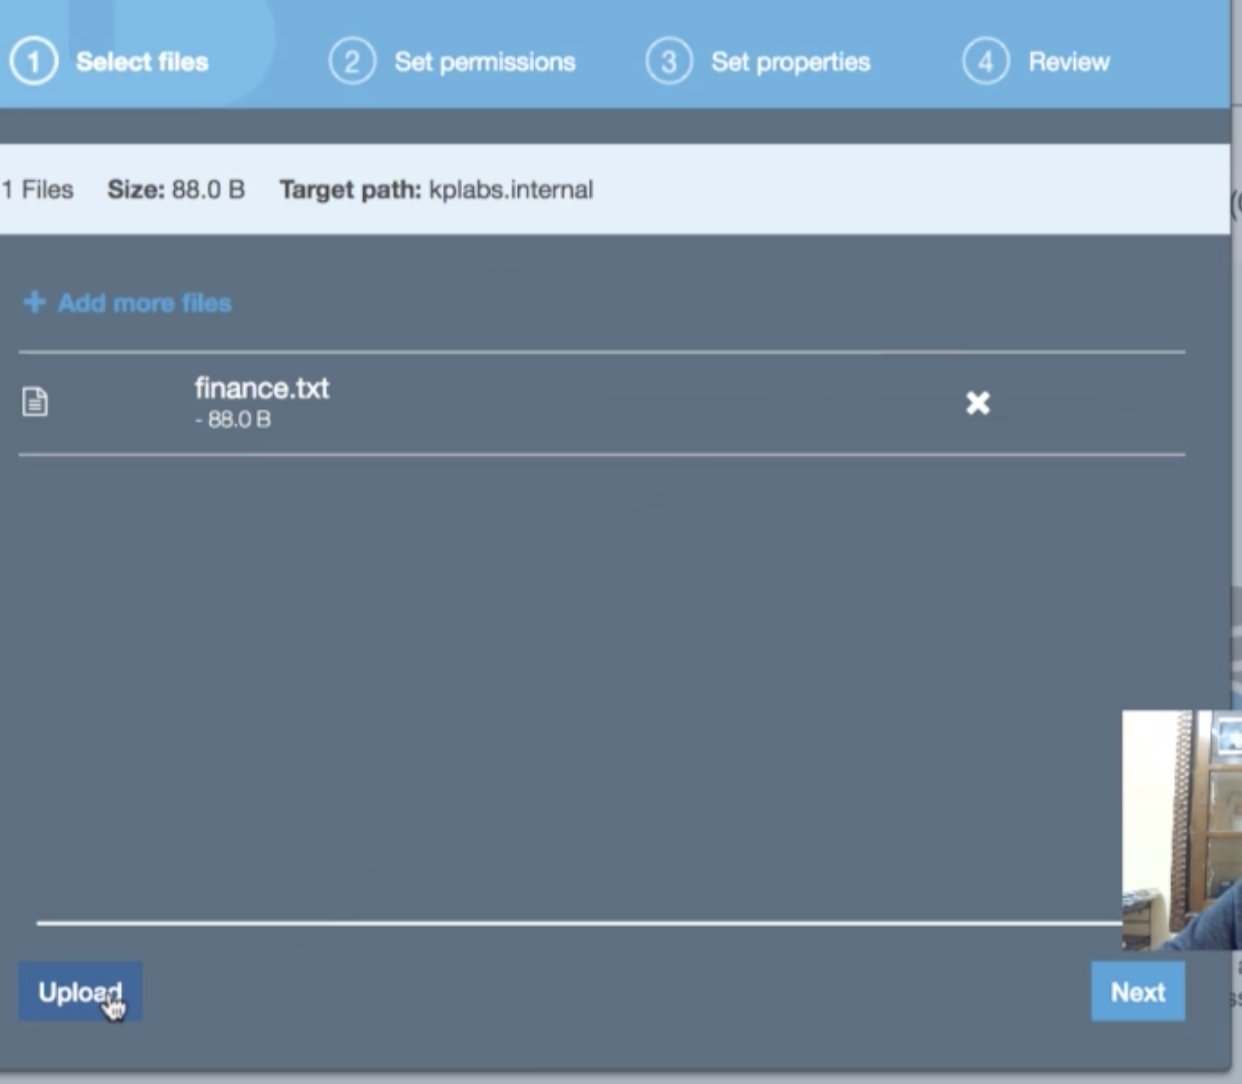 1 Select files 2 Set permissions 3 Set properties 4 Review
1 Files Size: 88.0 B Target path: kplabs.internal
+ Add more files
finance.txt
- 88.0 B
Upload Next